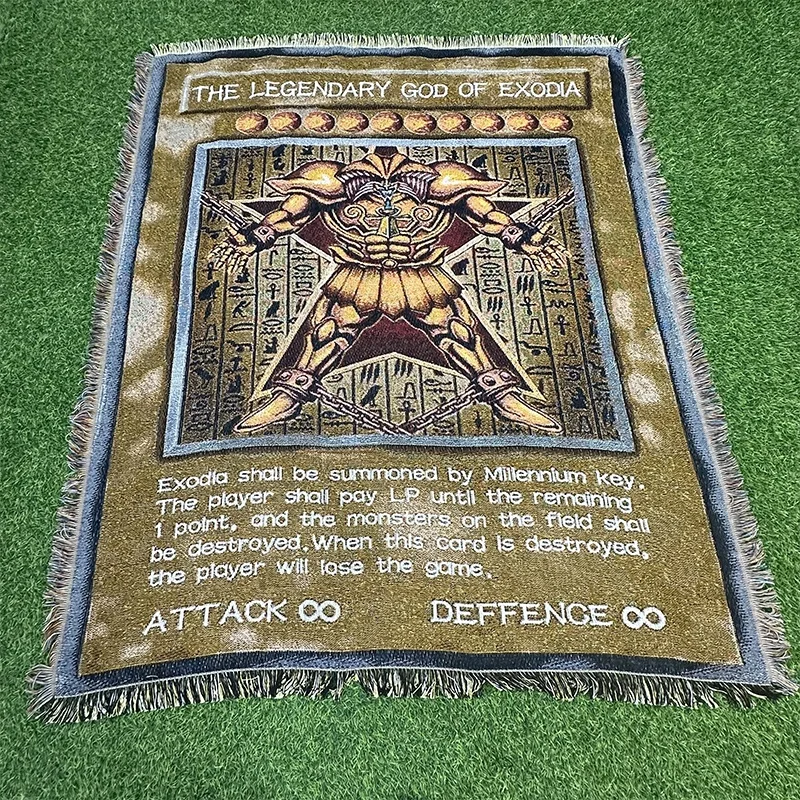 THE LEGENDARY GOD OF EXODIA
Exodia shall be summoned by Millennium key.
The player shall pay LP until the remaining
1 point, and the monsters on the field shall
be destroyed.When this card is destroyed,
the player will lose the game.
ATTACK ∞ DEFFENCE ∞